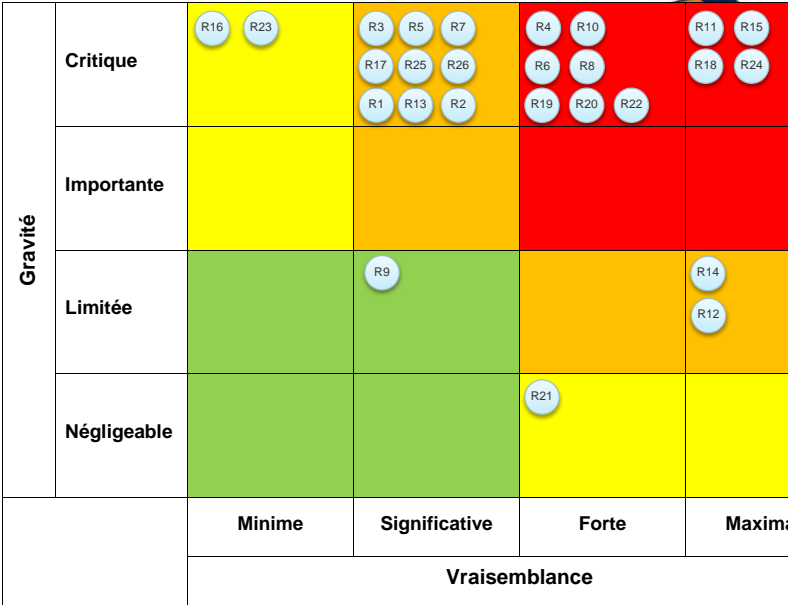 R16 R23 R3 R5 R7 R4 R10 R11 R15
Critique R17 R25 R26 R6 R8 R18 R24
R1 R13 R2 R19 R20 R22
Importante
Gravité
R9 R14
Limitée R12
R21
Négligeable
Minime Significative Forte Maxima
Vraisemblance